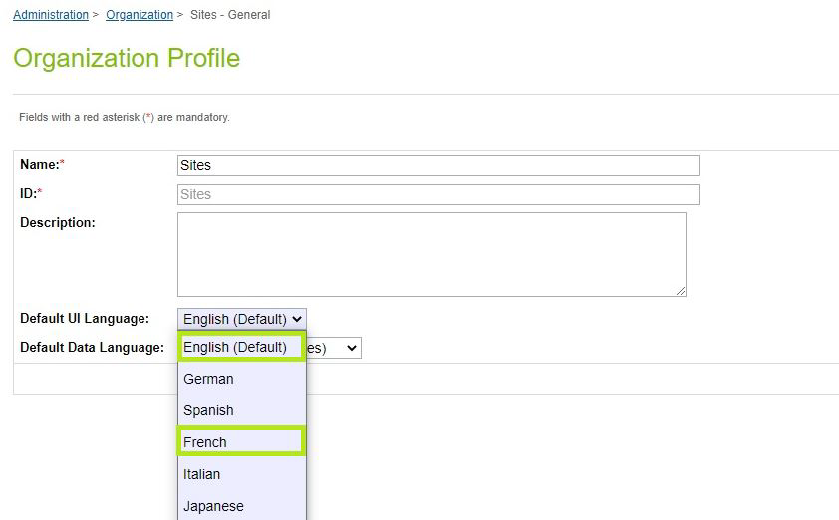 Administration > Organization > Sites - General
Organization Profile
Fields with a red asterisk (*) are mandatory.
Name:* Sites
ID:* Sites
Description:
Default UI Language: English (Default)
Default Data Language: English (Default) es)
German
Spanish
French
Italian
Japanese